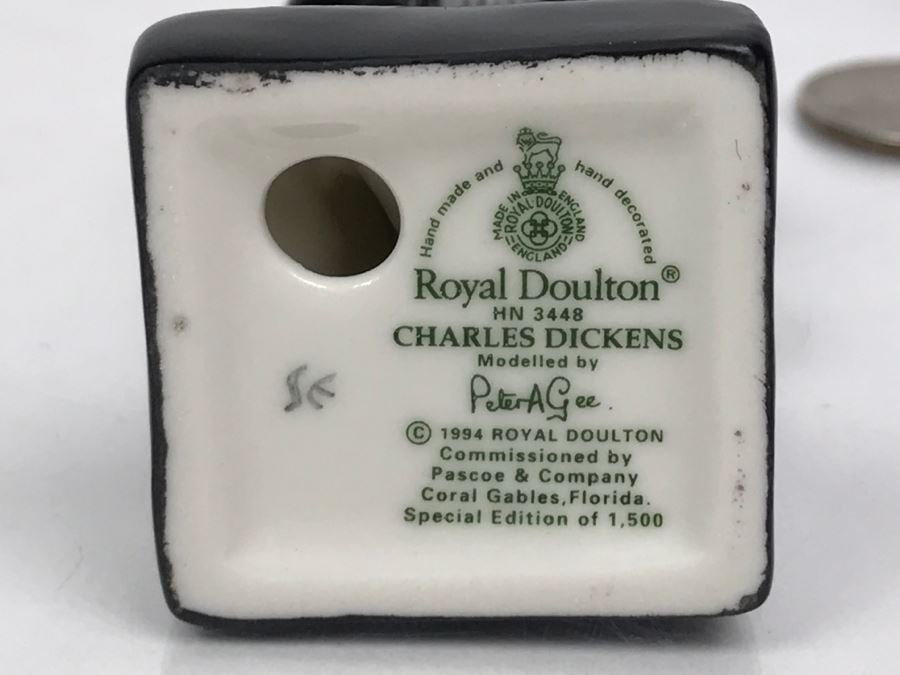 Hand made and hand decorated
MADE IN ENGLAND
ROYAL·DOULTON
ENGLAND
Royal Doulton®
HN 3448
CHARLES DICKENS
Modelled by
PeterAGee.
© 1994 ROYAL DOULTON
Commissioned by
Pascoe & Company
Coral Gables,Florida.
Special Edition of 1,500